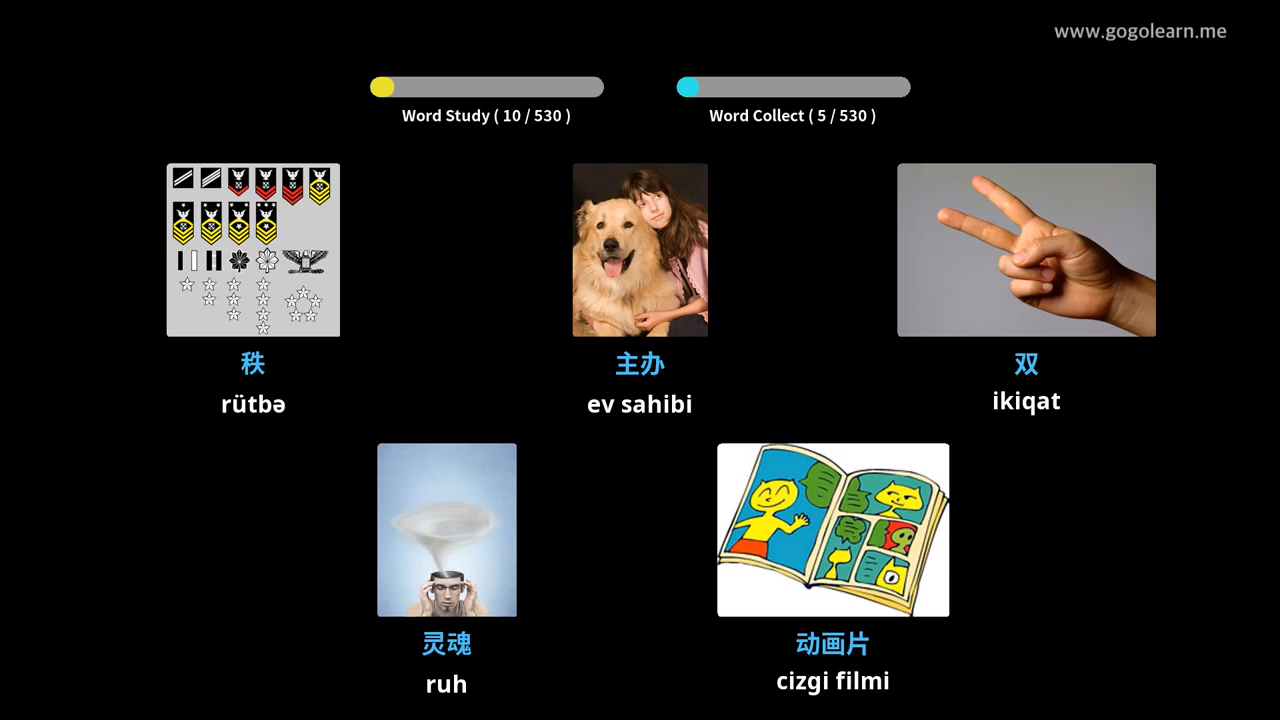 www.gogolearn.me
Word Study ( 10 / 530 )
Word Collect ( 5 / 530 )
秩
主办
双
rütbə
ev sahibi
ikiqat
灵魂
动画片
ruh
cizgi filmi